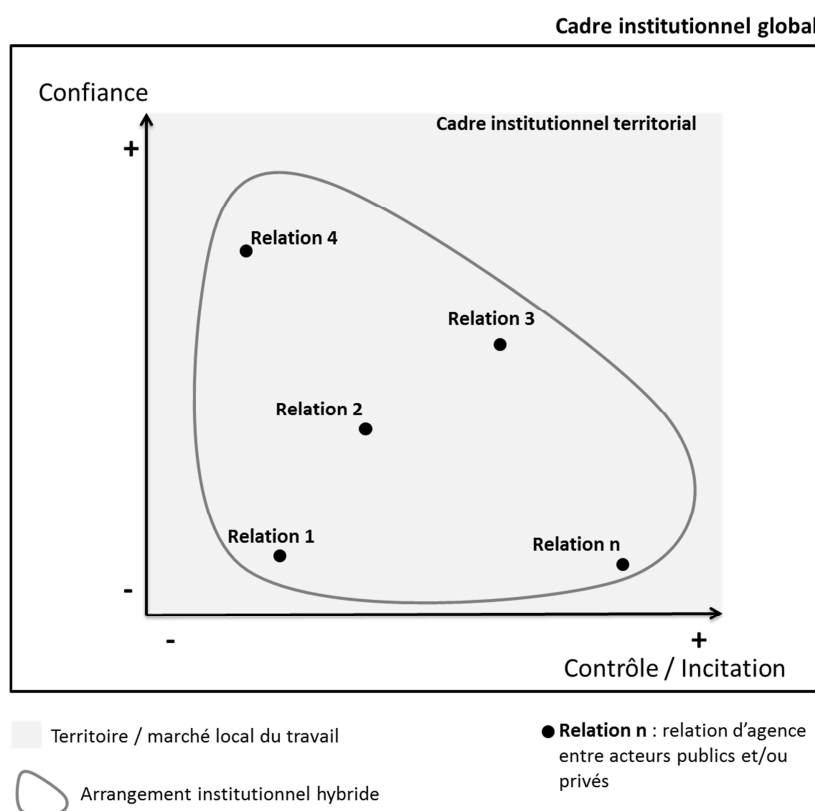 Cadre institutionnel global
Confiance
Cadre institutionnel territorial
+
Relation 4
Relation 3
Relation 2
Relation 1
Relation n
-
- +
Contrôle / Incitation
Territoire / marché local du travail
Relation n : relation d’agence
entre acteurs publics et/ou
privés
Arrangement institutionnel hybride